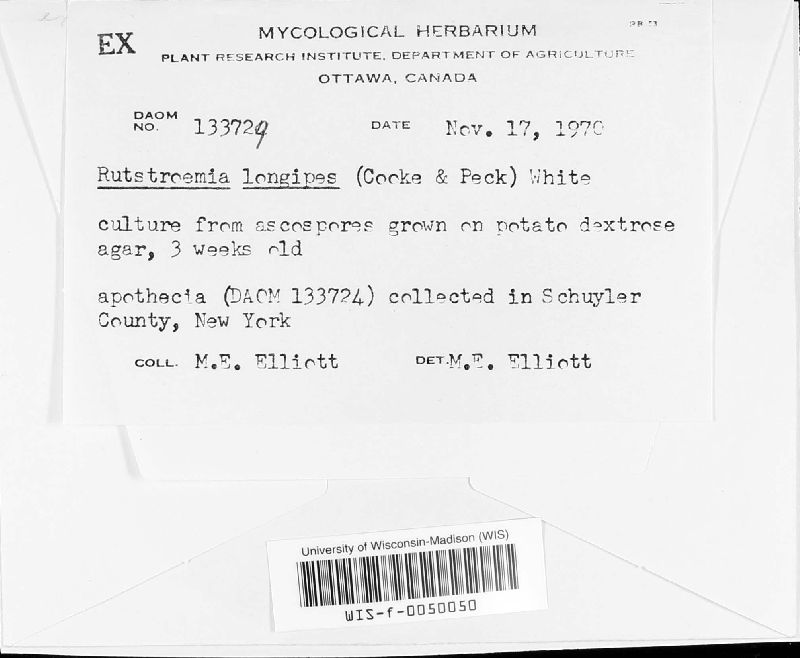 EX
MYCOLOGICAL HERBARIUM
PLANT RESEARCH INSTITUTE, DEPARTMENT OF AGRICULTURE
OTTAWA, CANADA
DAOM NO. 133729 DATE Nov. 17, 1970
Rutstroemia longipes (Cooke & Peck) White
culture from ascospores grown on potato dextrose
agar, 3 weeks old
apothecia (DAOM 133724) collected in Schuyler
County, New York
COLL. M.E. Elliott DET. M.E. Elliott
University of Wisconsin-Madison (WIS)
WIS-f-0050050